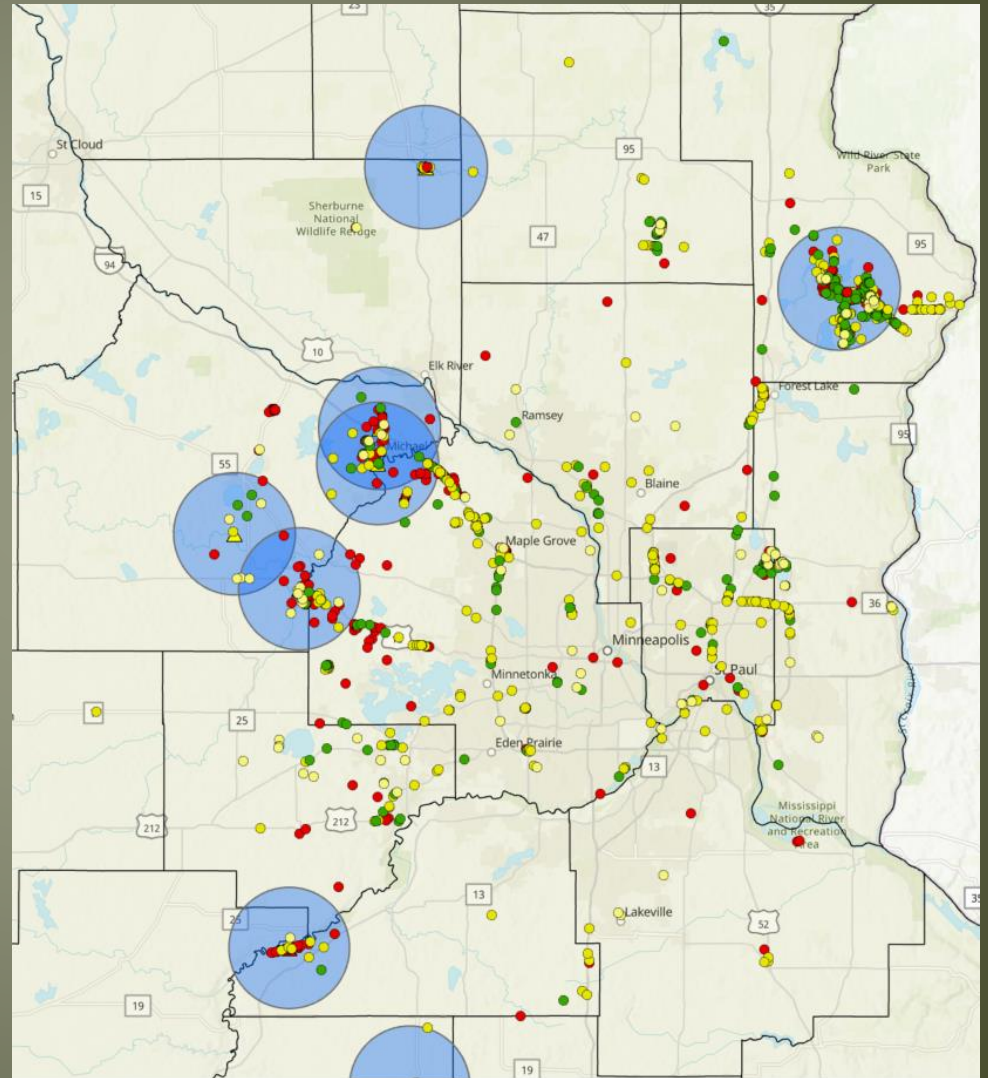 23
35
St Cloud
95
Wild River State
Park
15
Sherburne
National
Wildlife Refuge
47
95
94
10
Elk River
Forest Lake
Ramsey
95
55
Blaine
Maple Grove
36
Minneapolis
St Paul
Minnetonka
25
Eden Prairie
13
Mississippi
National River
and Recreation
Area
212
212
13
35
25
Lakeville
52
19
19